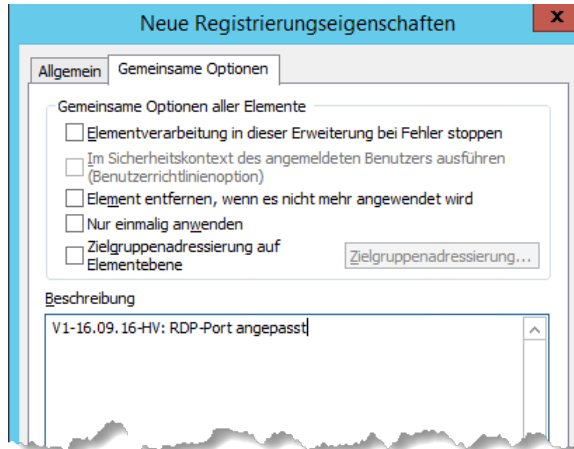 Neue Registrierungseigenschaften
x
Allgemein
Gemeinsame Optionen
Gemeinsame Optionen aller Elemente
Elementverarbeitung in dieser Erweiterung bei Fehler stoppen
Im Sicherheitskontext des angemeldeten Benutzers ausführen
(Benutzerrichtlinienoption)
Element entfernen, wenn es nicht mehr angewendet wird
Nur einmalig anwenden
Zielgruppenadressierung auf
Elementebene
Zielgruppenadressierung...
Beschreibung
V1-16.09.16-HV: RDP-Port angepasst